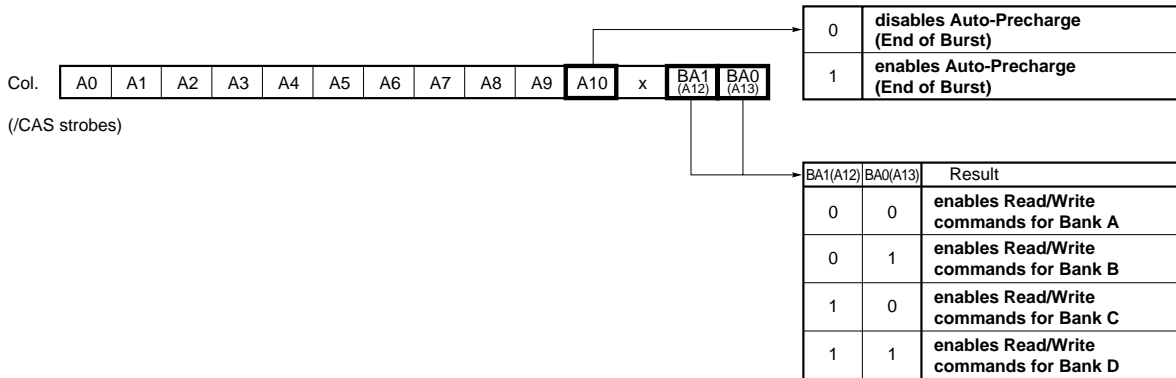 0 disables Auto-Precharge
(End of Burst)
1 enables Auto-Precharge
(End of Burst)
Col. A0 A1 A2 A3 A4 A5 A6 A7 A8 A9 A10 x BA1 BA0
(A12) (A13)
(/CAS strobes)
BA1(A12) BA0(A13) Result
0 0 enables Read/Write
commands for Bank A
0 1 enables Read/Write
commands for Bank B
1 0 enables Read/Write
commands for Bank C
1 1 enables Read/Write
commands for Bank D